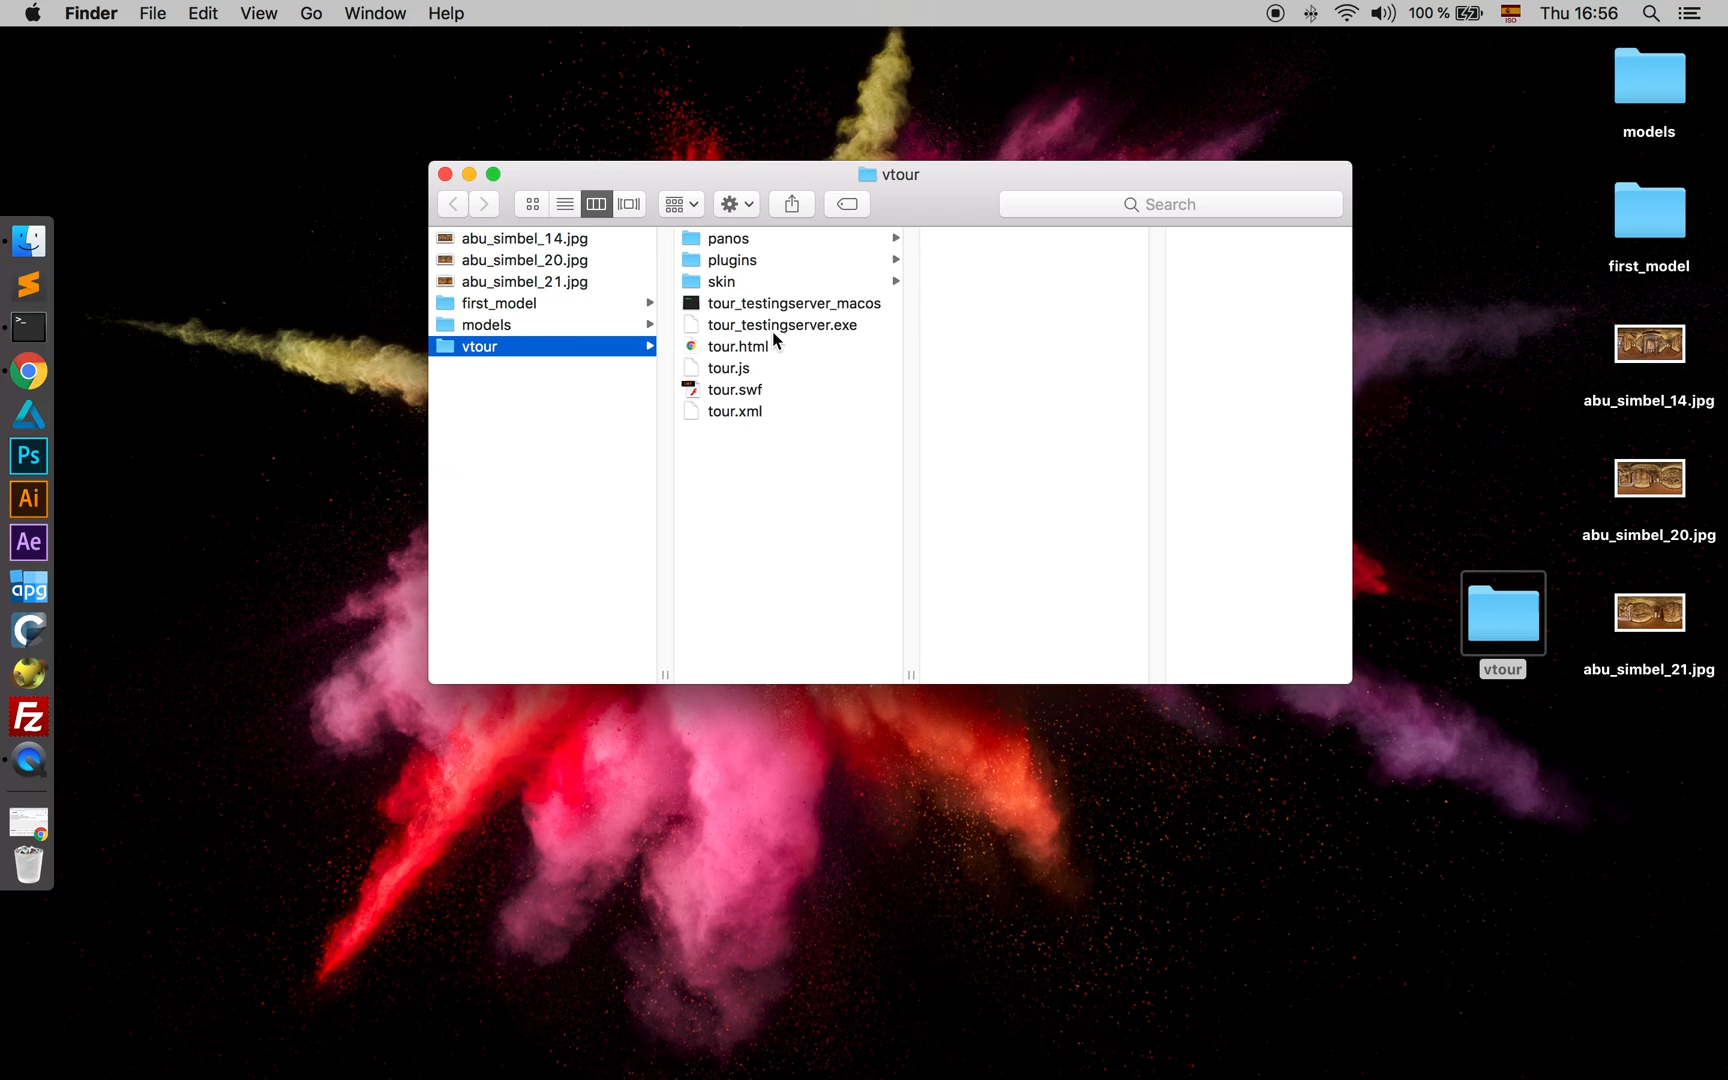 Finder File Edit View Go Window Help 100 % ISO Thu 16:56
vtour
Search
abu_simbel_14.jpg
abu_simbel_20.jpg
abu_simbel_21.jpg
first_model
models
vtour
panos
plugins
skin
tour_testingserver_macos
tour_testingserver.exe
tour.html
tour.js
tour.swf
tour.xml
models
first_model
abu_simbel_14.jpg
abu_simbel_20.jpg
vtour
abu_simbel_21.jpg
>_
Ps
Ai
Ae
apg
Fz